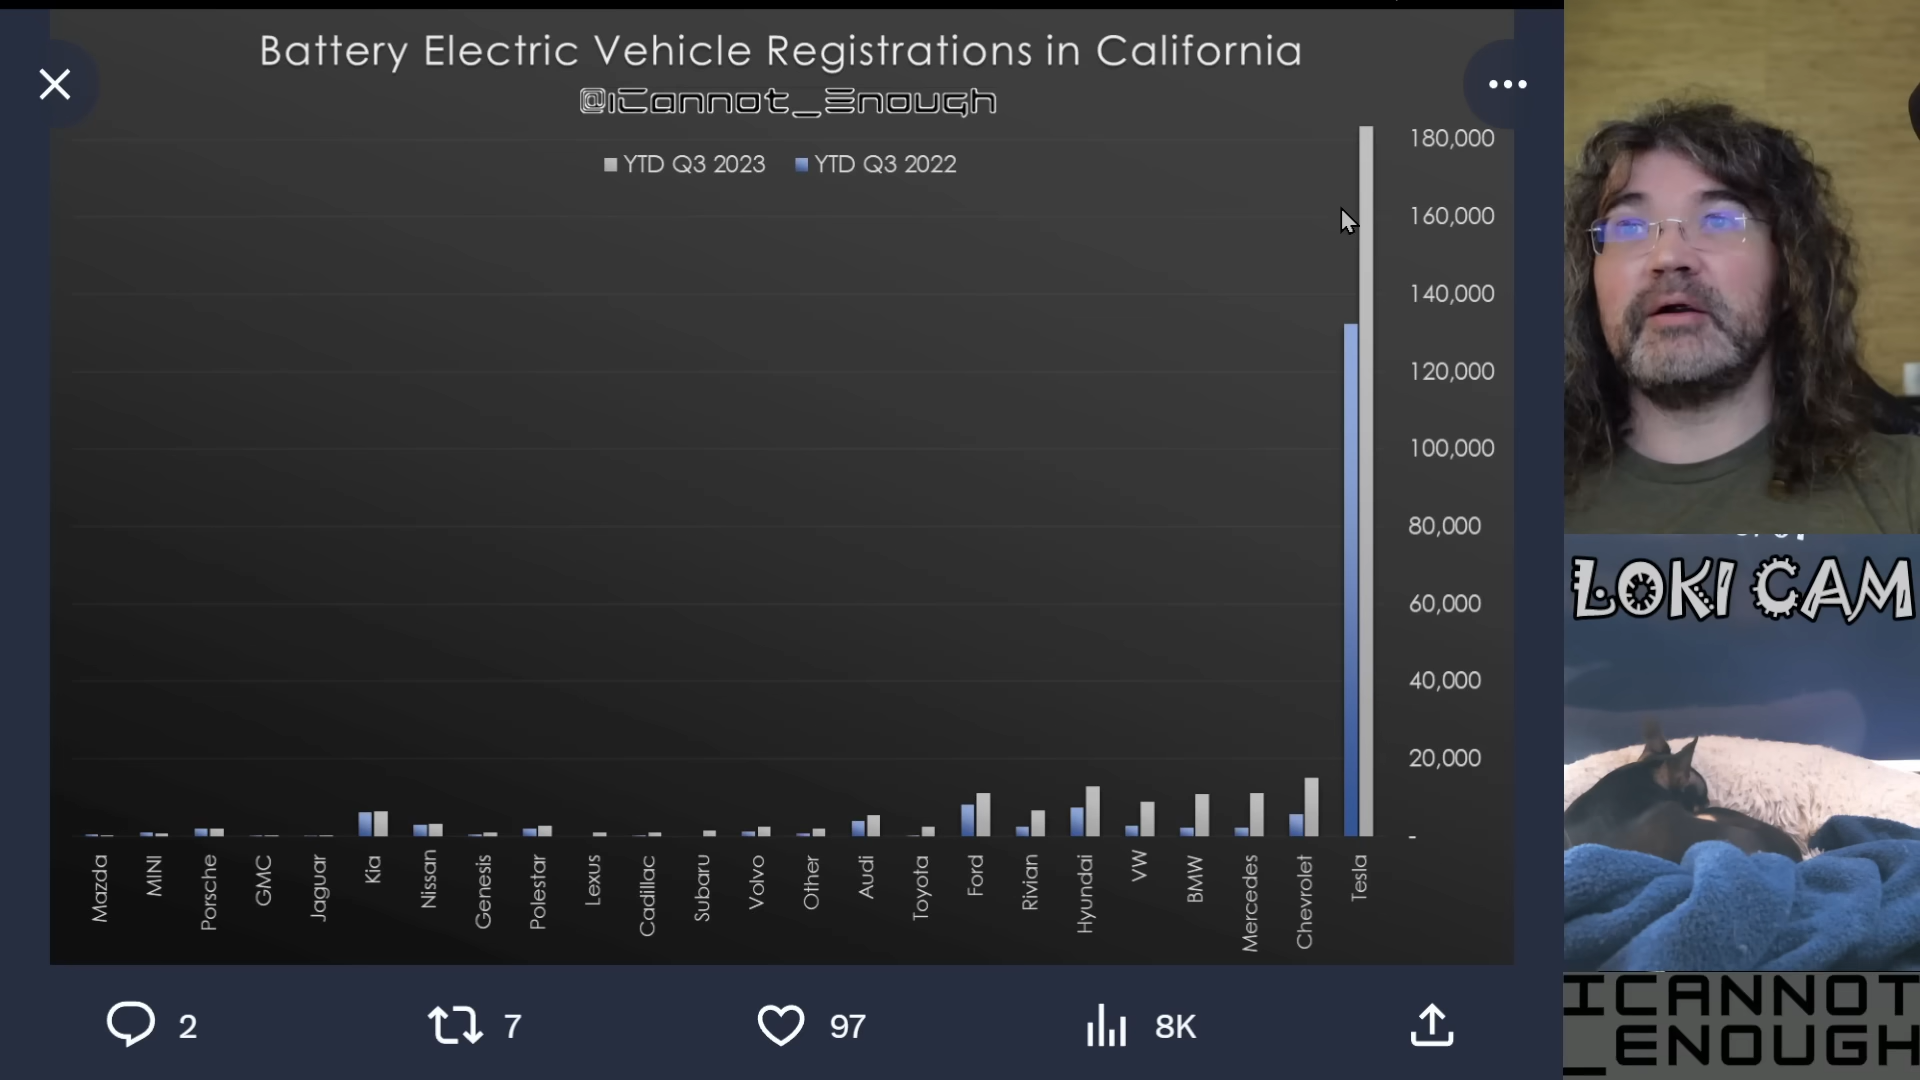 Battery Electric Vehicle Registrations in California
@iCannot_Enough
YTD Q3 2023 YTD Q3 2022
180,000
160,000
140,000
120,000
100,000
80,000
60,000
40,000
20,000
-
Mazda MINI Porsche GMC Jaguar Kia Nissan Genesis Polestar Lexus Cadillac Subaru Volvo Other Audi Toyota Ford Rivian Hyundai VW BMW Mercedes Chevrolet Tesla
2 7 97 8K
LOKI CAM
ICANNOT
_ENOUGH